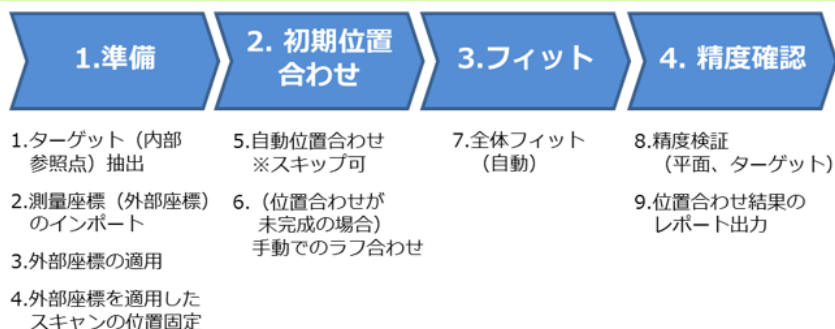 1.準備
2. 初期位置
合わせ
3.フィット
4. 精度確認
1.ターゲット（内部
参照点）抽出
2.測量座標（外部座標）
のインポート
3.外部座標の適用
4.外部座標を適用した
スキャンの位置固定
5.自動位置合わせ
※スキップ可
6.（位置合わせが
未完成の場合）
手動でのラフ合わせ
7.全体フィット
（自動）
8.精度検証
（平面、ターゲット）
9.位置合わせ結果の
レポート出力